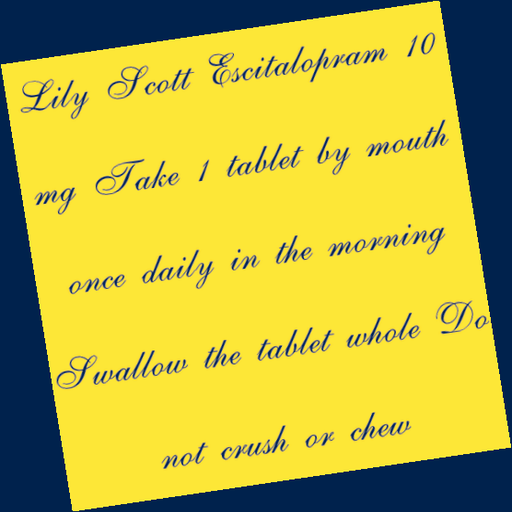 Lily Scott Escitalopram 10
mg Take 1 tablet by mouth
once daily in the morning
Swallow the tablet whole Do
not crush or chew